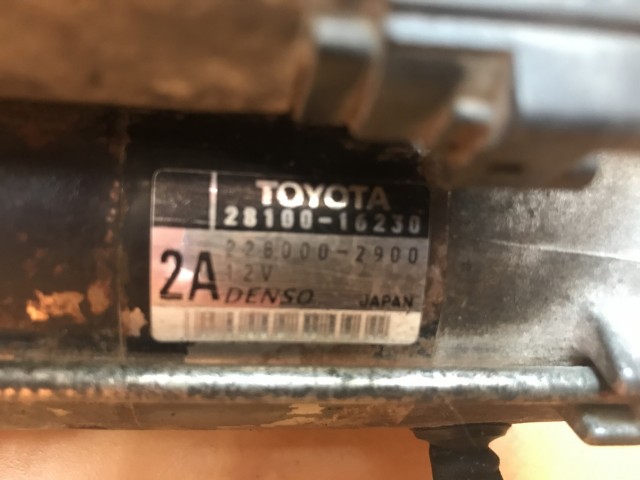 TOYOTA
28100-16230
228000-2900
12V
2A DENSO JAPAN